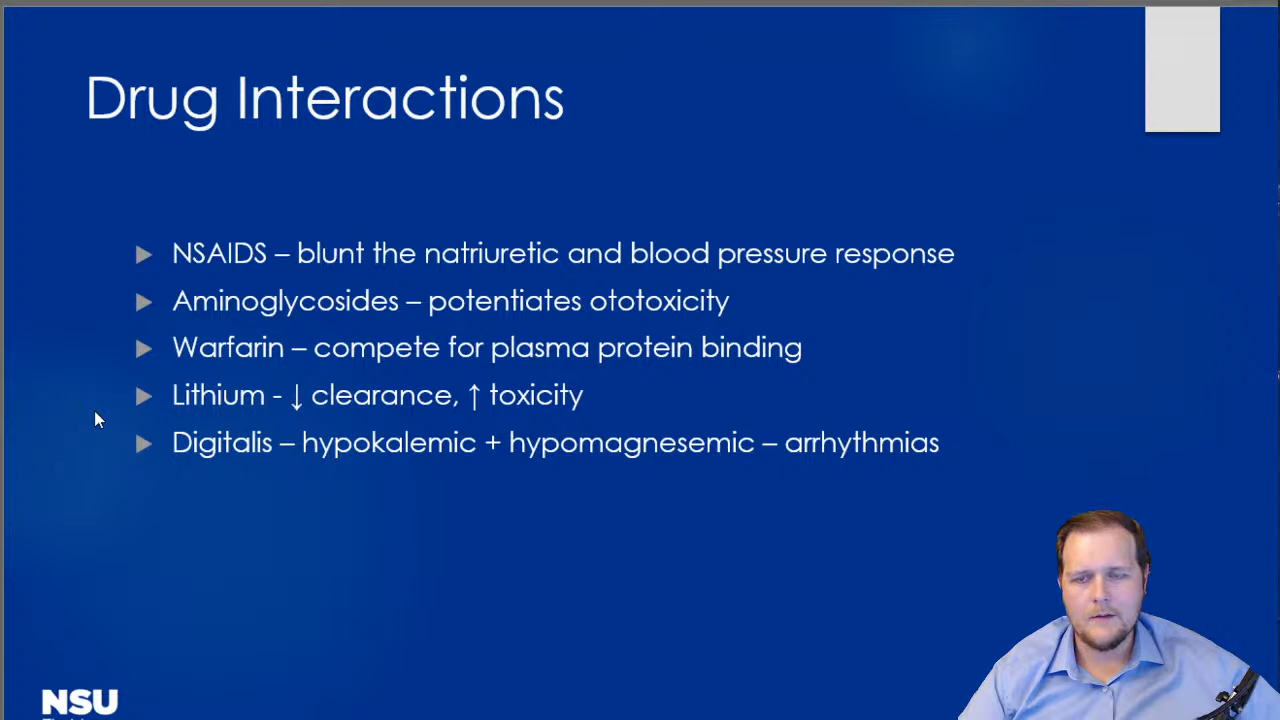 Drug Interactions
NSAIDS – blunt the natriuretic and blood pressure response
Aminoglycosides – potentiates ototoxicity
Warfarin – compete for plasma protein binding
Lithium - ↓ clearance, ↑ toxicity
Digitalis – hypokalemic + hypomagnesemic – arrhythmias
NSU